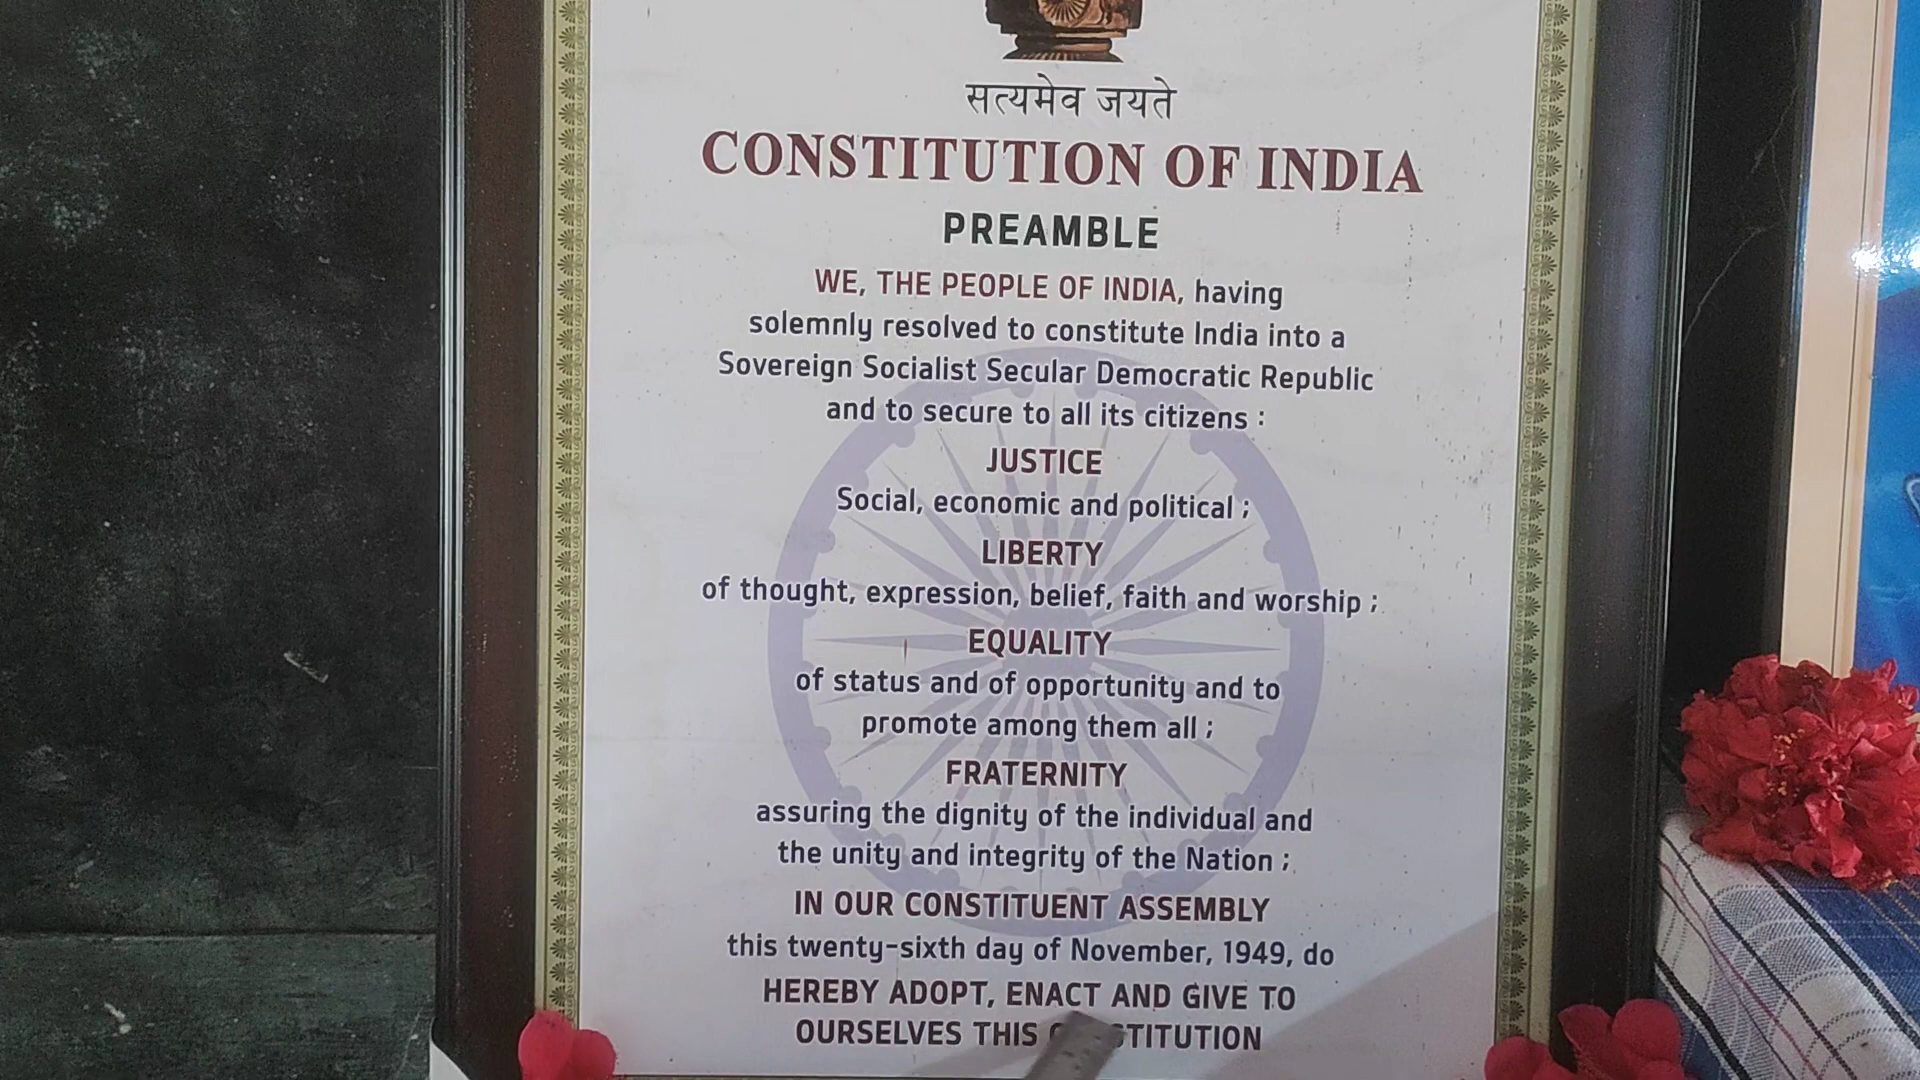 सत्यमेव जयते
CONSTITUTION OF INDIA
PREAMBLE
WE, THE PEOPLE OF INDIA, having
solemnly resolved to constitute India into a
Sovereign Socialist Secular Democratic Republic
and to secure to all its citizens :
JUSTICE
Social, economic and political ;
LIBERTY
of thought, expression, belief, faith and worship ;
EQUALITY
of status and of opportunity and to
promote among them all ;
FRATERNITY
assuring the dignity of the individual and
the unity and integrity of the Nation ;
IN OUR CONSTITUENT ASSEMBLY
this twenty-sixth day of November, 1949, do
HEREBY ADOPT, ENACT AND GIVE TO
OURSELVES THIS